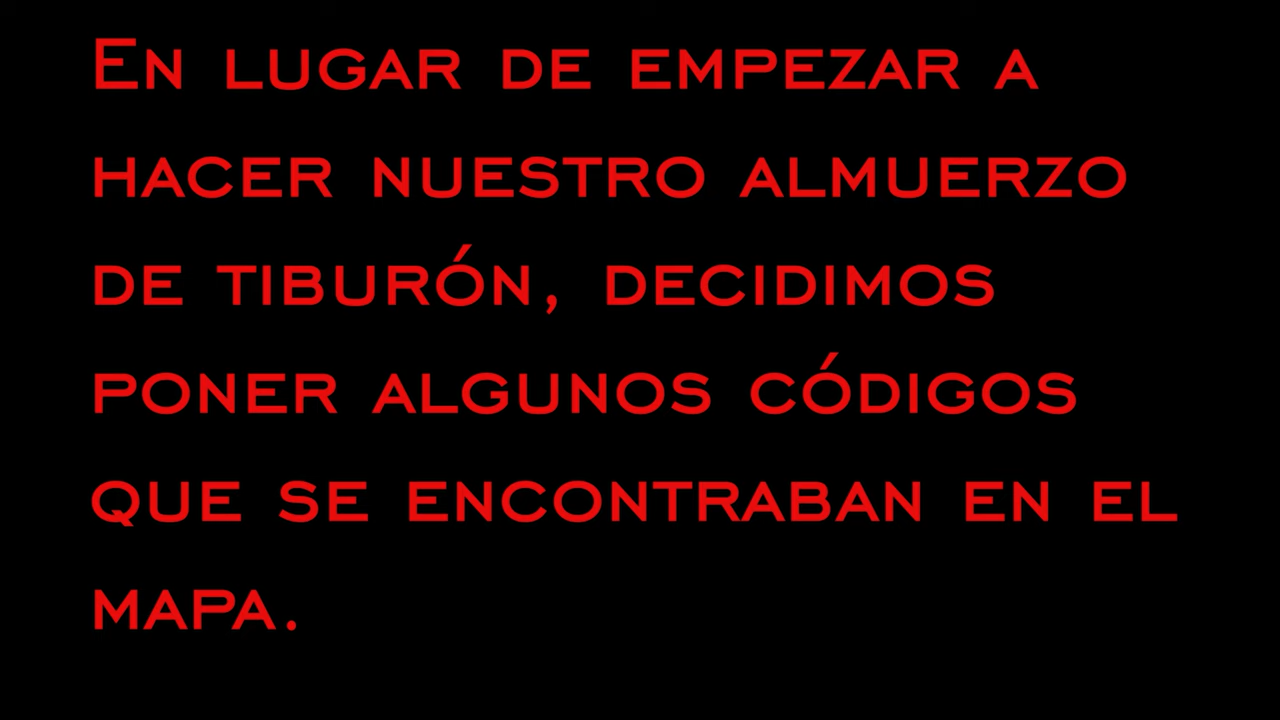 En lugar de empezar a
hacer nuestro almuerzo
de tiburón, decidimos
poner algunos códigos
que se encontraban en el
mapa.